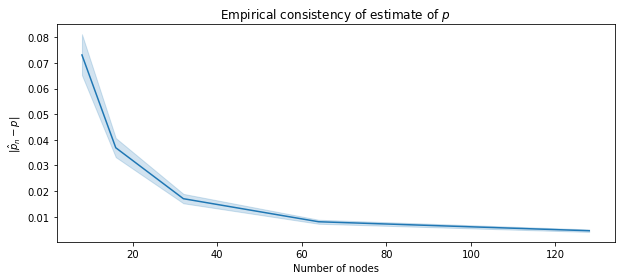 Empirical consistency of estimate of p
|p̂ₙ − p|
0.08
0.07
0.06
0.05
0.04
0.03
0.02
0.01
20 40 60 80 100 120
Number of nodes